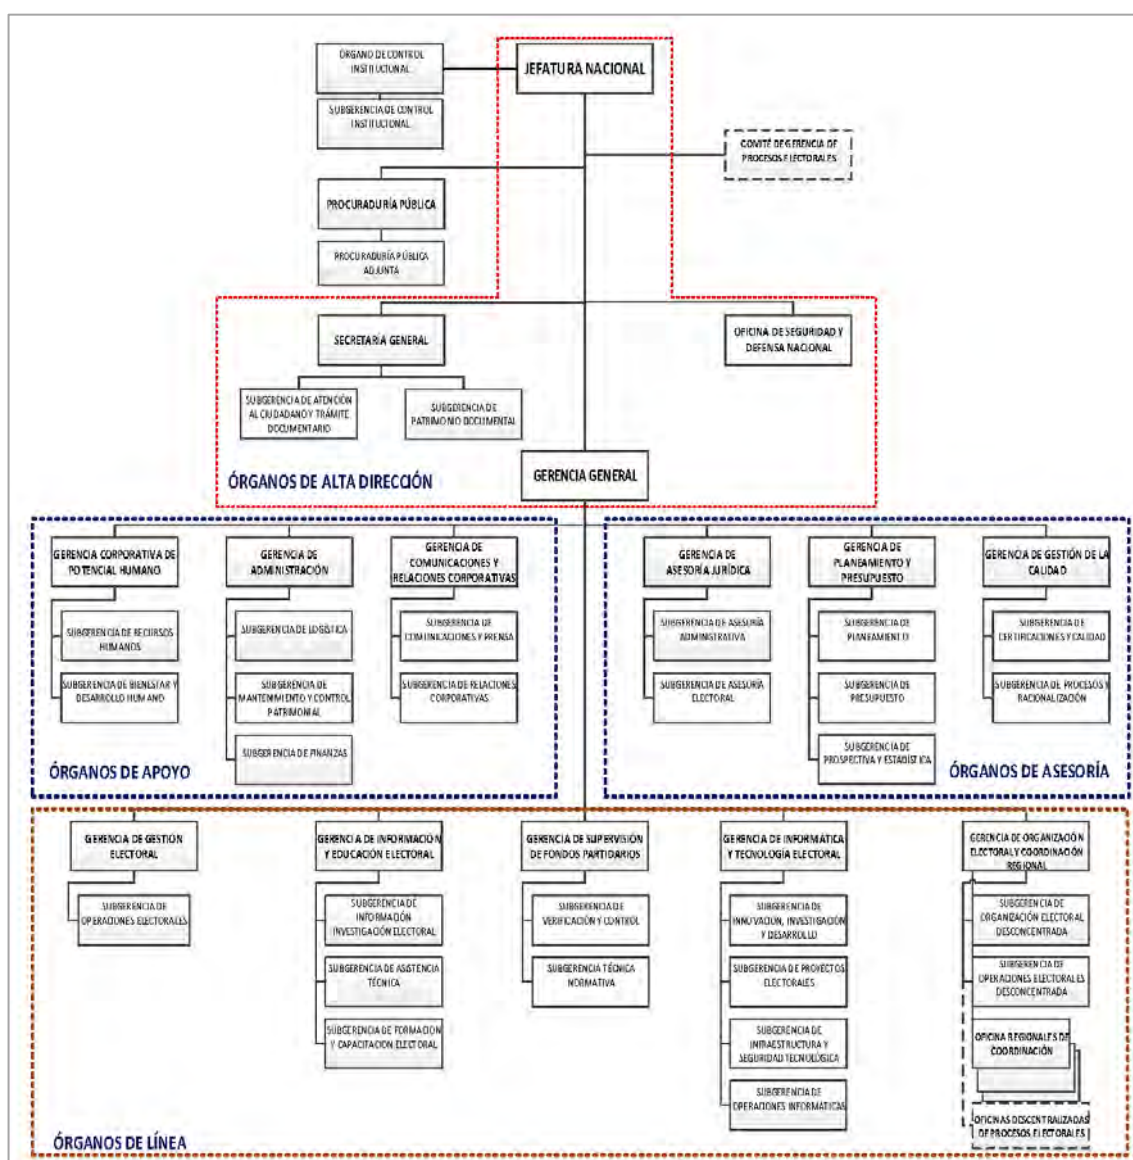 ÓRGANO DE CONTROL
INSTITUCIONAL
JEFATURA NACIONAL
SUBGERENCIA DE CONTROL
INSTITUCIONAL
COMITÉ DE GERENCIA DE
PROCESOS ELECTORALES
PROCURADURÍA PÚBLICA
PROCURADURÍA PÚBLICA
ADJUNTA
SECRETARÍA GENERAL
OFICINA DE SEGURIDAD Y
DEFENSA NACIONAL
SUBGERENCIA DE ATENCIÓN
AL CIUDADANO Y TRÁMITE
DOCUMENTARIO
SUBGERENCIA DE
PATRIMONIO DOCUMENTAL
GERENCIA GENERAL
ÓRGANOS DE ALTA DIRECCIÓN
GERENCIA CORPORATIVA DE
POTENCIAL HUMANO
SUBGERENCIA DE RECURSOS
HUMANOS
SUBGERENCIA DE BIENESTAR Y
DESARROLLO HUMANO
GERENCIA DE
ADMINISTRACIÓN
SUBGERENCIA DE LOGÍSTICA
SUBGERENCIA DE
MANTENIMIENTO Y CONTROL
PATRIMONIAL
SUBGERENCIA DE FINANZAS
GERENCIA DE
COMUNICACIONES Y
RELACIONES CORPORATIVAS
SUBGERENCIA DE
COMUNICACIONES Y PRENSA
SUBGERENCIA DE RELACIONES
CORPORATIVAS
ÓRGANOS DE APOYO
GERENCIA DE
ASESORÍA JURÍDICA
SUBGERENCIA DE ASESORÍA
ADMINISTRATIVA
SUBGERENCIA DE ASESORÍA
ELECTORAL
GERENCIA DE
PLANEAMIENTO Y
PRESUPUESTO
SUBGERENCIA DE
PLANEAMIENTO
SUBGERENCIA DE
PRESUPUESTO
SUBGERENCIA DE
PROSPECTIVA Y ESTADÍSTICA
GERENCIA DE GESTIÓN DE LA
CALIDAD
SUBGERENCIA DE
CERTIFICACIONES Y CALIDAD
SUBGERENCIA DE PROCESOS Y
RACIONALIZACIÓN
ÓRGANOS DE ASESORÍA
GERENCIA DE GESTIÓN
ELECTORAL
SUBGERENCIA DE
OPERACIONES ELECTORALES
GERENCIA DE INFORMACIÓN
Y EDUCACIÓN ELECTORAL
SUBGERENCIA DE
INFORMACIÓN
INVESTIGACIÓN ELECTORAL
SUBGERENCIA DE ASISTENCIA
TÉCNICA
SUBGERENCIA DE FORMACION
Y CAPACITACION ELECTORAL
GERENCIA DE SUPERVISIÓN
DE FONDOS PARTIDARIOS
SUBGERENCIA DE
VERIFICACIÓN Y CONTROL
SUBGERENCIA TÉCNICA
NORMATIVA
GERENCIA DE INFORMÁTICA
Y TECNOLOGÍA ELECTORAL
SUBGERENCIA DE
INNOVACIÓN, INVESTIGACIÓN
Y DESARROLLO
SUBGERENCIA DE PROYECTOS
ELECTORALES
SUBGERENCIA DE
INFRAESTRUCTURA Y
SEGURIDAD TECNOLÓGICA
SUBGERENCIA DE
OPERACIONES INFORMATICAS
GERENCIA DE ORGANIZACIÓN
ELECTORAL Y COORDINACIÓN
REGIONAL
SUBGERENCIA DE
ORGANIZACIÓN ELECTORAL
DESCONCENTRADA
SUBGERENCIA DE
OPERACIONES ELECTORALES
DESCONCENTRADA
OFICINA REGIONALES DE
COORDINACIÓN
OFICINAS DESCENTRALIZADAS
DE PROCESOS ELECTORALES
ÓRGANOS DE LÍNEA